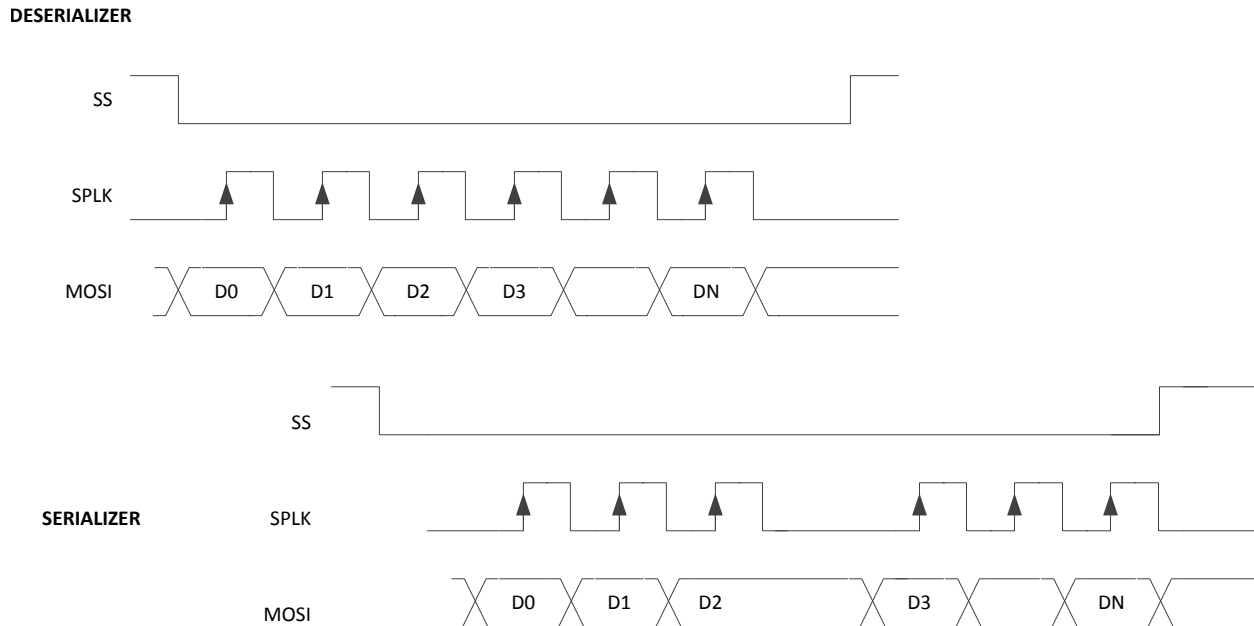 DESERIALIZER
SS
SPLK
MOSI D0 D1 D2 D3 DN
SS
SERIALIZER SPLK
MOSI D0 D1 D2 D3 DN